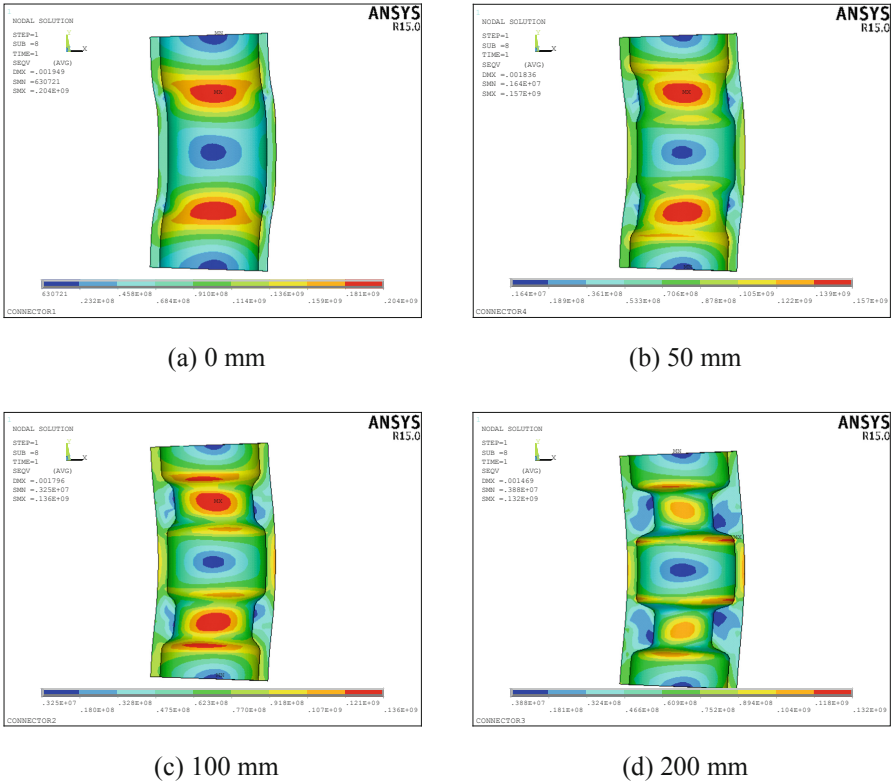 1
NODAL SOLUTION
STEP=1
SUB =8
TIME=1
SEQV (AVG)
DMX =.001949
SMN =630721
SMX =.204E+09
ANSYS
R15.0
Y
X
MN
MX
630721 .232E+08 .458E+08 .684E+08 .910E+08 .114E+09 .136E+09 .159E+09 .181E+09 .204E+09
CONNECTOR1
(a) 0 mm
1
NODAL SOLUTION
STEP=1
SUB =8
TIME=1
SEQV (AVG)
DMX =.001836
SMN =.164E+07
SMX =.157E+09
ANSYS
R15.0
Y
X
MX
.164E+07 .189E+08 .361E+08 .533E+08 .706E+08 .878E+08 .105E+09 .122E+09 .139E+09 .157E+09
CONNECTOR4
(b) 50 mm
1
NODAL SOLUTION
STEP=1
SUB =8
TIME=1
SEQV (AVG)
DMX =.001796
SMN =.325E+07
SMX =.136E+09
ANSYS
R15.0
Y
X
MX
MN
.325E+07 .180E+08 .328E+08 .475E+08 .623E+08 .770E+08 .918E+08 .107E+09 .121E+09 .136E+09
CONNECTOR2
(c) 100 mm
1
NODAL SOLUTION
STEP=1
SUB =8
TIME=1
SEQV (AVG)
DMX =.001469
SMN =.388E+07
SMX =.132E+09
ANSYS
R15.0
Y
X
MN
MX
.388E+07 .181E+08 .324E+08 .466E+08 .609E+08 .752E+08 .894E+08 .104E+09 .118E+09 .132E+09
CONNECTOR3
(d) 200 mm